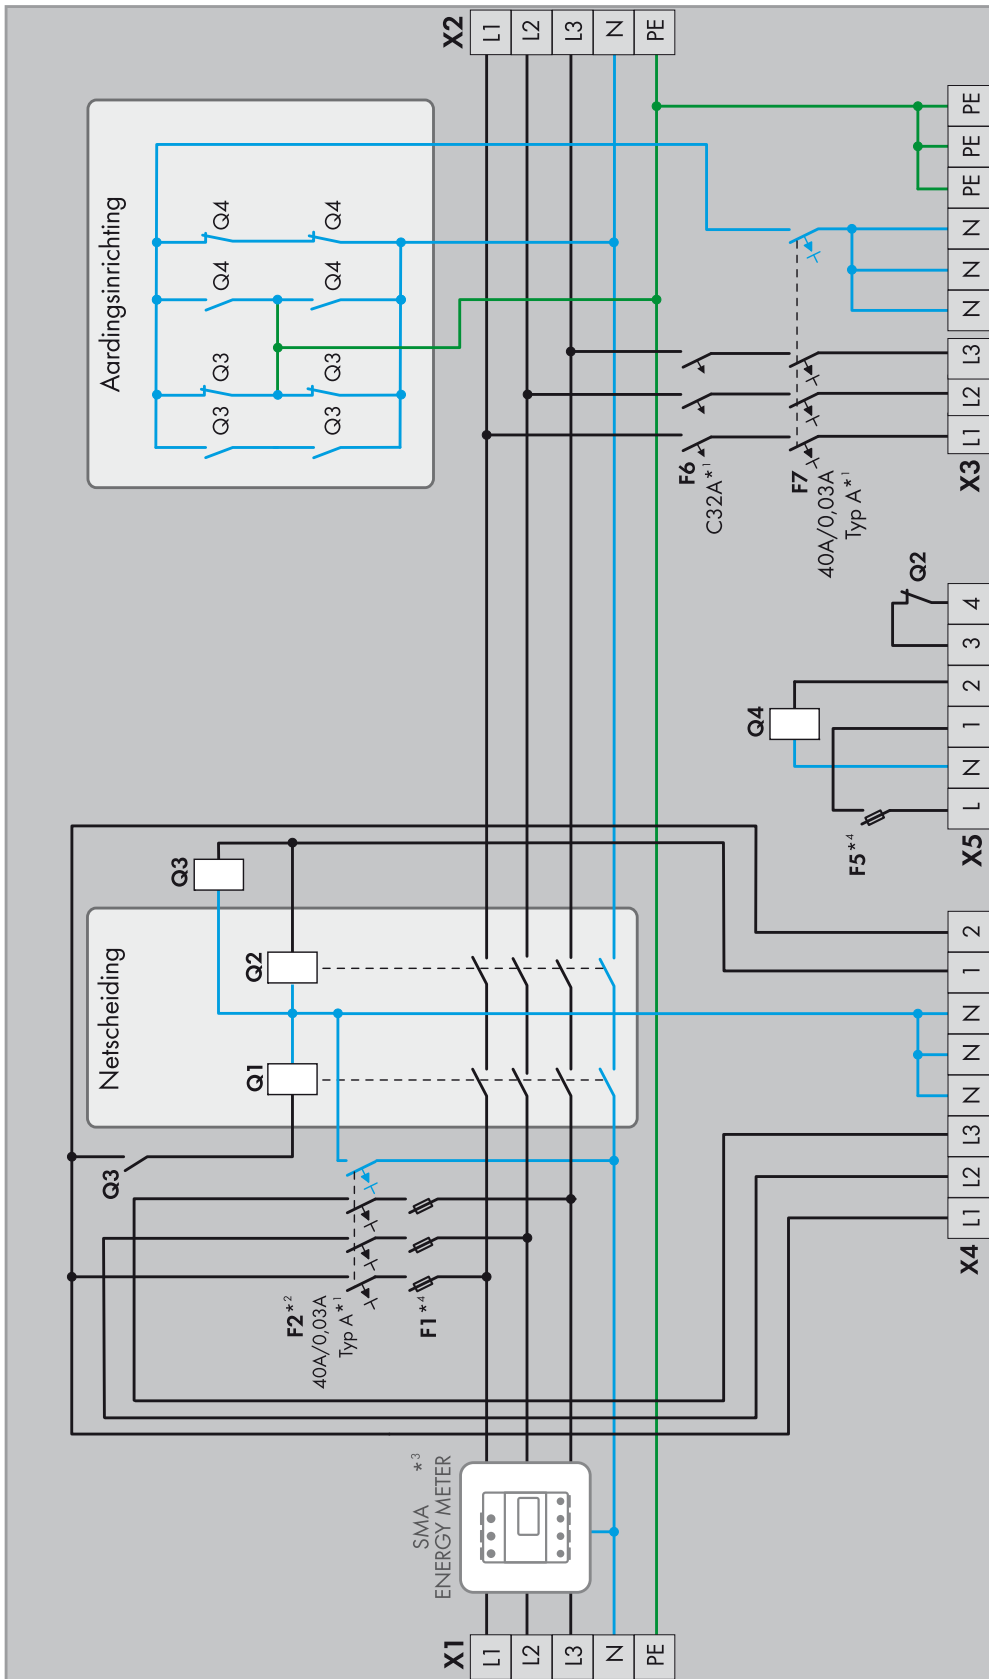 X2
L1
L2
L3
N
PE
PE
PE
PE
N
N
N
L3
L2
L1
X3
Aardingsinrichting
Q4
Q4
Q4
Q4
Q3
Q3
Q3
Q3
F6
C32A*1
F7
40A/0,03A
Typ A*1
Q2
4
3
2
1
N
L
X5
Q4
F5*4
Netscheiding
Q3
Q2
Q1
Q3
2
1
N
N
N
L3
L2
L1
X4
F2*2
40A/0,03A
Typ A*1
F1*4
SMA *3
ENERGY METER
X1
L1
L2
L3
N
PE